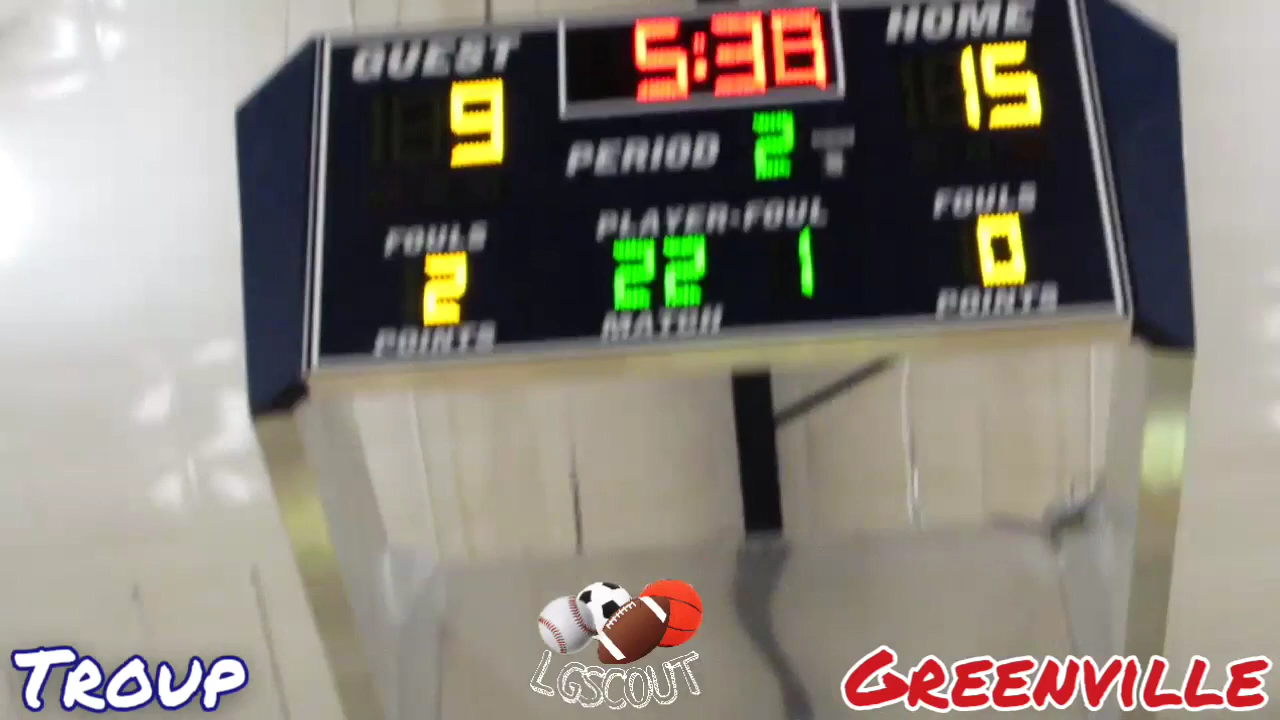 GUEST 5:38 HOME
9 15
PERIOD 2
PLAYER-FOUL
FOULS 22 1 FOULS
2 0
POINTS MATCH POINTS
LGSCOUT
TROUP GREENVILLE